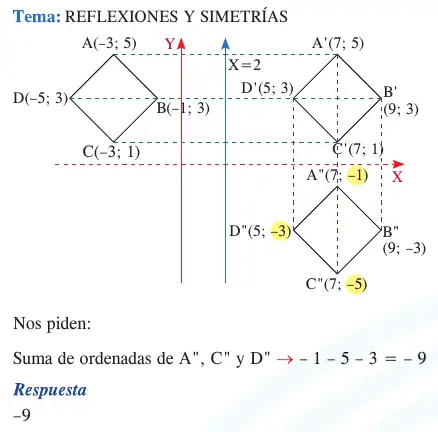 Tema: REFLEXIONES Y SIMETRÍAS
A(–3; 5) Y A'(7; 5)
X=2
D'(5; 3) B'
D(–5; 3) B(–1; 3) (9; 3)
C(–3; 1) C'(7; 1)
A"(7; –1) X
D"(5; –3) B"
(9; –3)
C"(7; –5)
Nos piden:
Suma de ordenadas de A", C" y D" → – 1 – 5 – 3 = – 9
Respuesta
–9